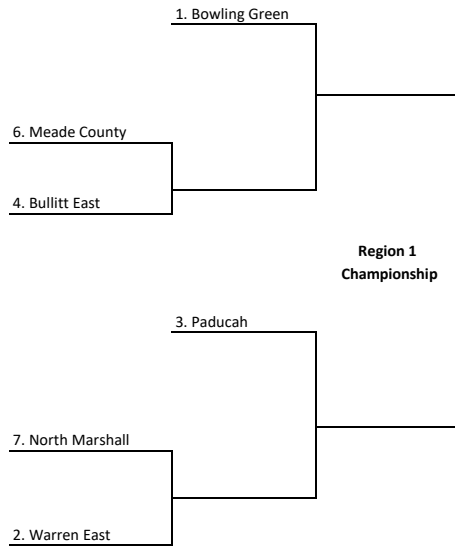 1. Bowling Green
6. Meade County
4. Bullitt East
Region 1
Championship
3. Paducah
7. North Marshall
2. Warren East